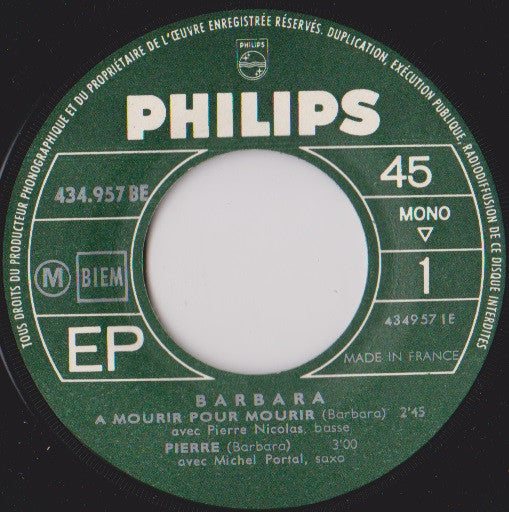 TOUS DROITS DU PRODUCTEUR PHONOGRAPHIQUE ET DU PROPRIÉTAIRE DE L'ŒUVRE ENREGISTRÉE RÉSERVÉS. DUPLICATION, EXÉCUTION PUBLIQUE, RADIODIFFUSION DE CE DISQUE INTERDITES
PHILIPS
PHILIPS
434.957 BE
45
MONO
M BIEM
1
434957 1E
EP
MADE IN FRANCE
BARBARA
A MOURIR POUR MOURIR (Barbara) 2'45
avec Pierre Nicolas, basse
PIERRE (Barbara) 3'00
avec Michel Portal, saxo